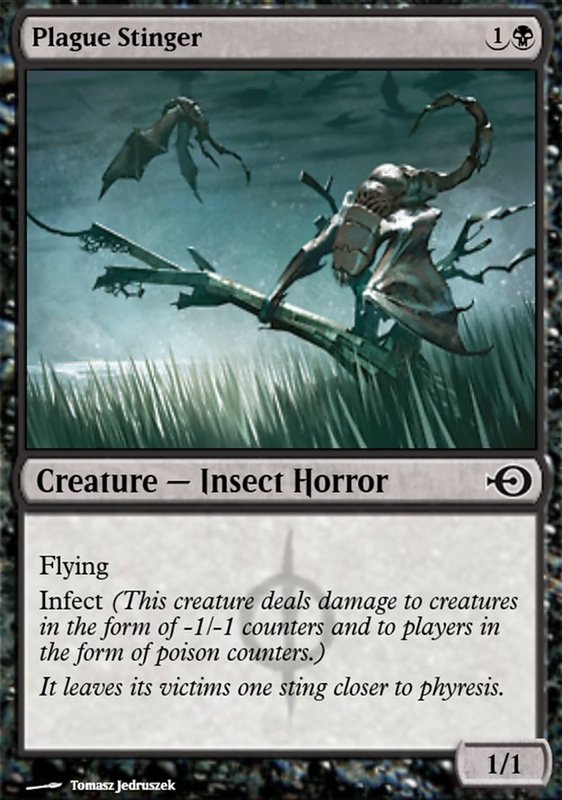 Plague Stinger 1
Creature — Insect Horror
Flying
Infect (This creature deals damage to creatures
in the form of -1/-1 counters and to players in
the form of poison counters.)
It leaves its victims one sting closer to phyresis.
1/1
Tomasz Jedruszek